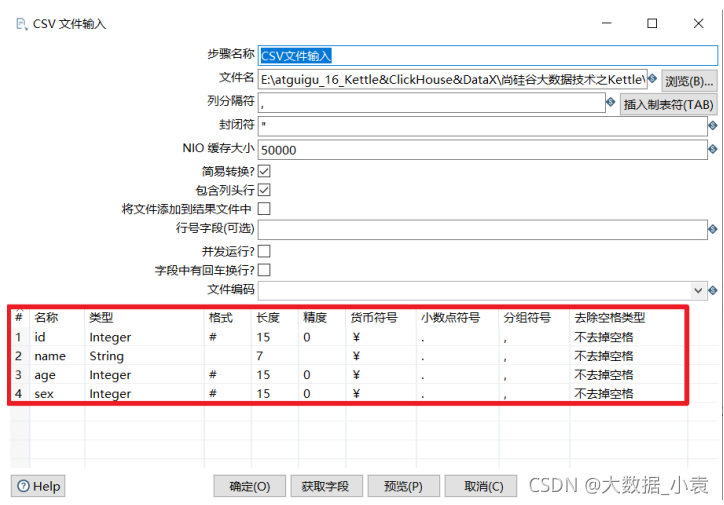 CSV 文件输入
步骤名称 CSV文件输入
文件名 E:\atguigu_16_Kettle&ClickHouse&DataX\尚硅谷大数据技术之Kettle\ 浏览(B)...
列分隔符 , 插入制表符(TAB)
封闭符 "
NIO 缓存大小 50000
简易转换?
包含列头行
将文件添加到结果文件中
行号字段(可选)
并发运行?
字段中有回车换行?
文件编码
# 名称 类型 格式 长度 精度 货币符号 小数点符号 分组符号 去除空格类型
1 id Integer # 15 0 ¥ . , 不去掉空格
2 name String 7 ¥ . , 不去掉空格
3 age Integer # 15 0 ¥ . , 不去掉空格
4 sex Integer # 15 0 ¥ . , 不去掉空格
Help 确定(O) 获取字段 预览(P) 取消(C) CSDN @大数据_小袁